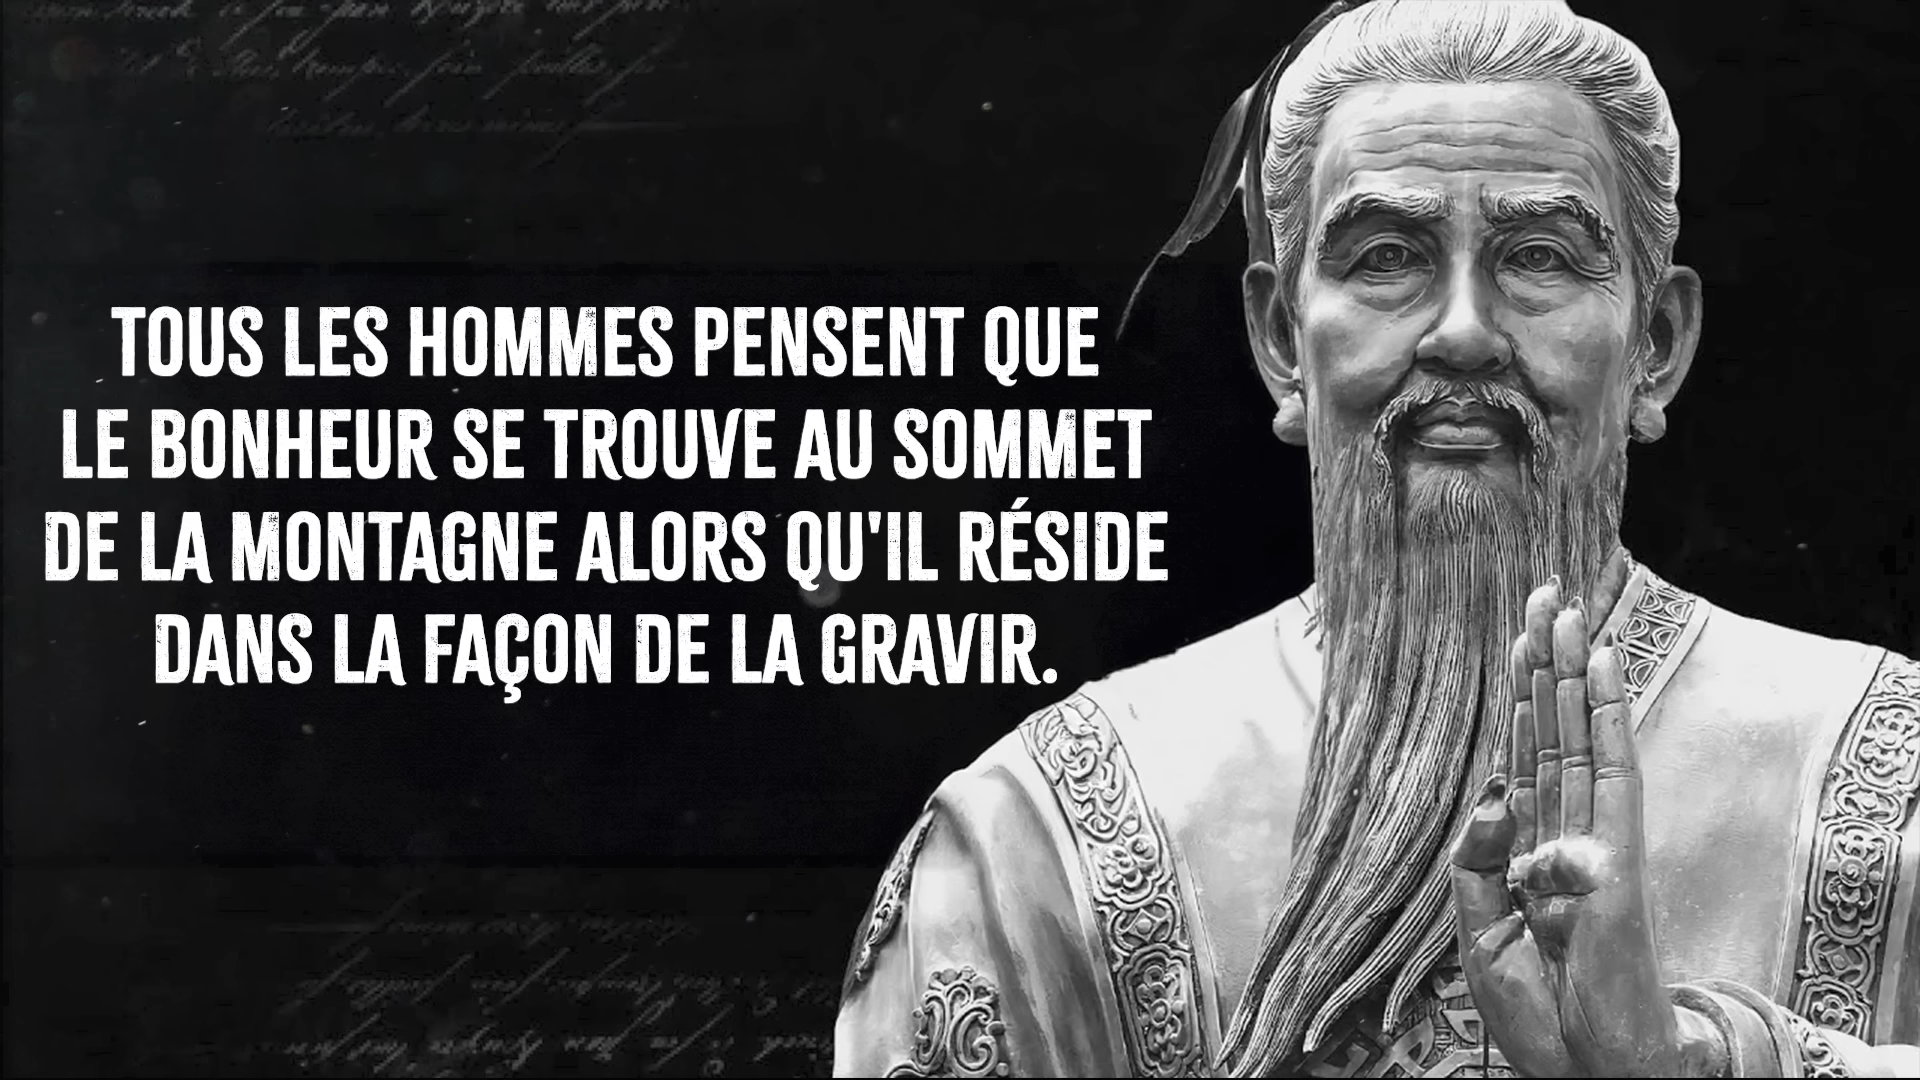 TOUS LES HOMMES PENSENT QUE
LE BONHEUR SE TROUVE AU SOMMET
DE LA MONTAGNE ALORS QU'IL RÉSIDE
DANS LA FAÇON DE LA GRAVIR.